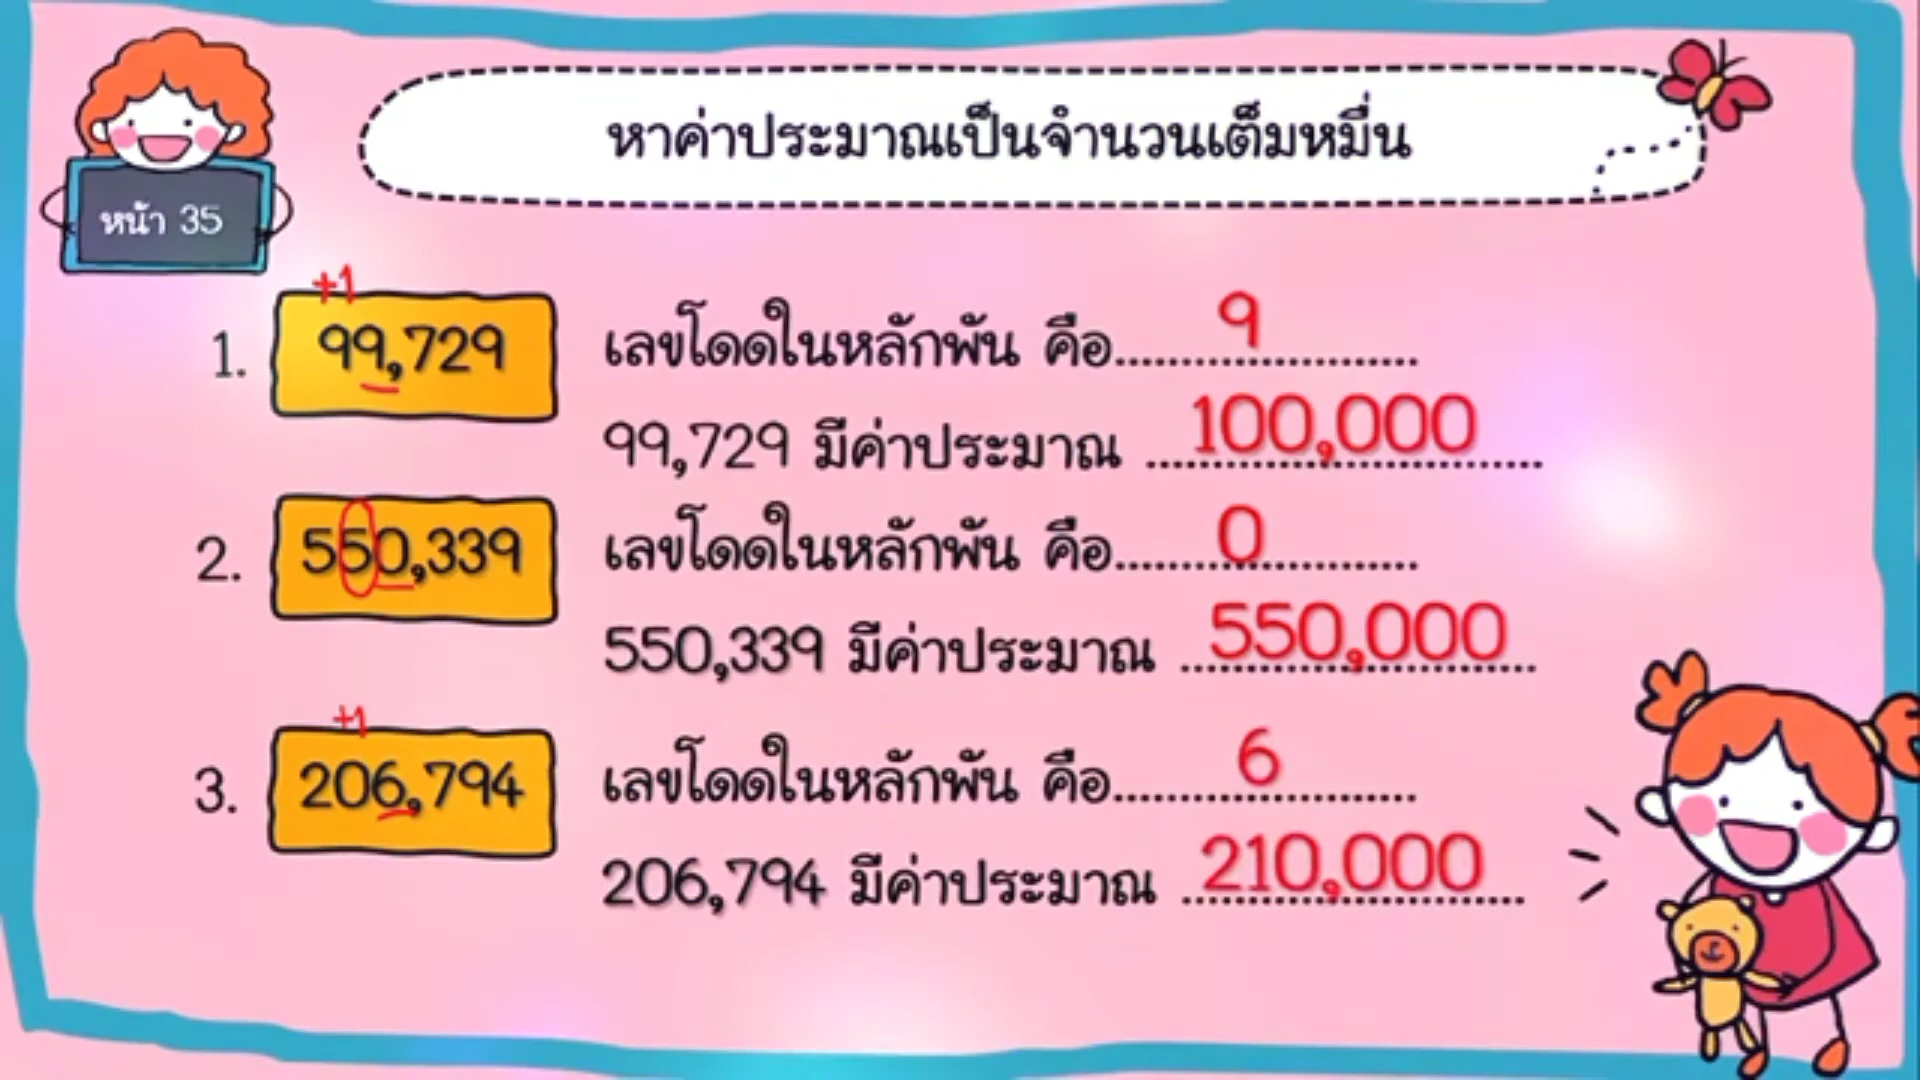 หาค่าประมาณเป็นจำนวนเต็มหมื่น
หน้า 35
+1
1. 99,729 เลขโดดในหลักพัน คือ........................ 9
99,729 มีค่าประมาณ .............................. 100,000
2. 550,339 เลขโดดในหลักพัน คือ........................ 0
550,339 มีค่าประมาณ .............................. 550,000
+1
3. 206,794 เลขโดดในหลักพัน คือ........................ 6
206,794 มีค่าประมาณ .............................. 210,000